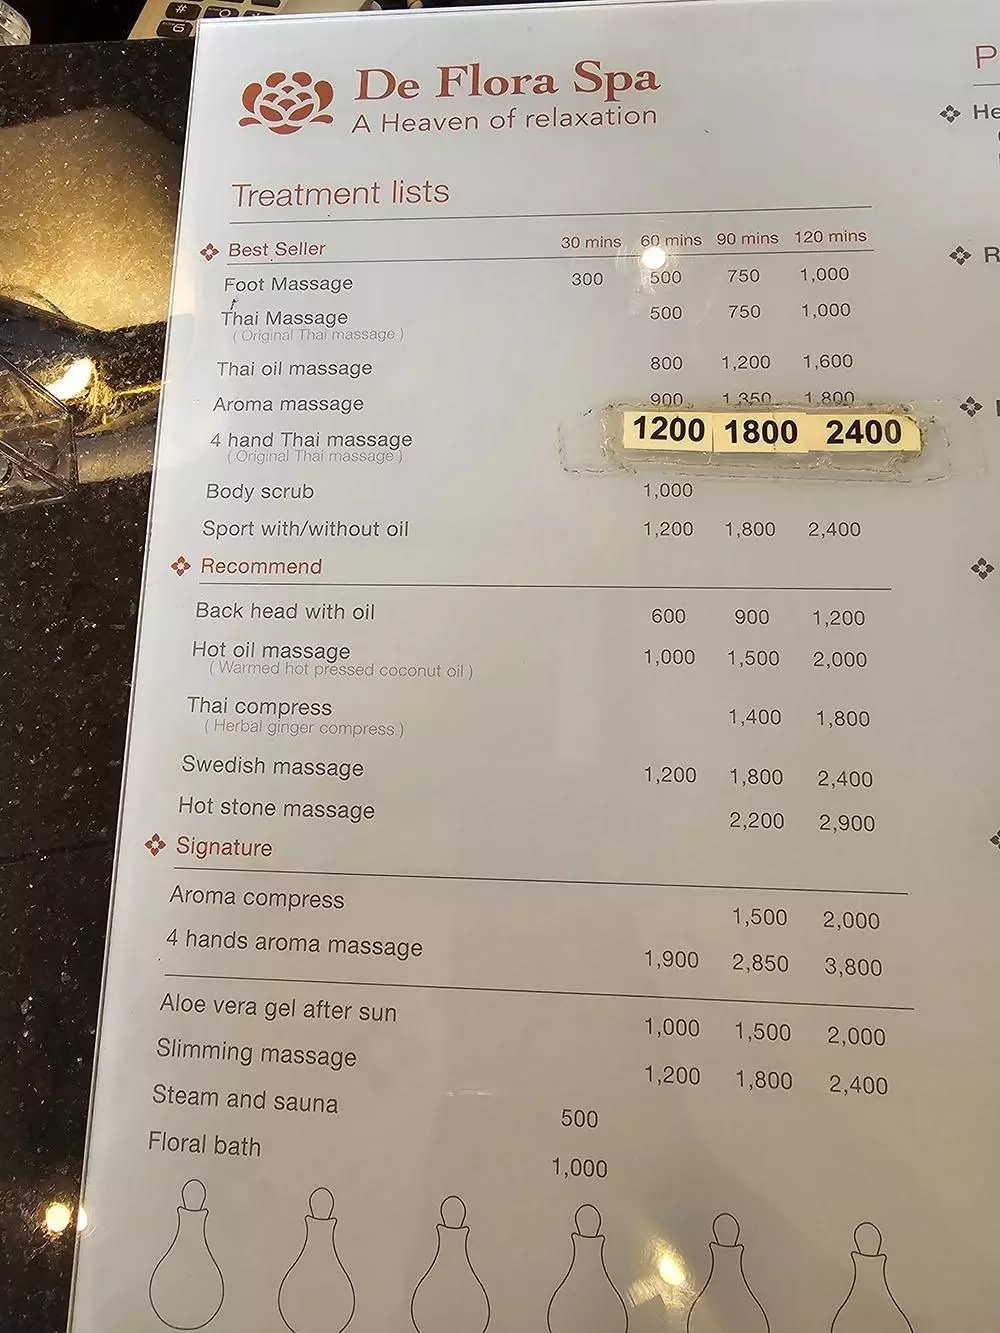 De Flora Spa
A Heaven of relaxation
Treatment lists
Best Seller 30 mins 60 mins 90 mins 120 mins
Foot Massage 300 500 750 1,000
Thai Massage 500 750 1,000
( Original Thai massage )
Thai oil massage 800 1,200 1,600
Aroma massage 900 1,350 1,800
4 hand Thai massage 1200 1800 2400
( Original Thai massage )
Body scrub 1,000
Sport with/without oil 1,200 1,800 2,400
Recommend
Back head with oil 600 900 1,200
Hot oil massage 1,000 1,500 2,000
( Warmed hot pressed coconut oil )
Thai compress 1,400 1,800
( Herbal ginger compress )
Swedish massage 1,200 1,800 2,400
Hot stone massage 2,200 2,900
Signature
Aroma compress 1,500 2,000
4 hands aroma massage 1,900 2,850 3,800
Aloe vera gel after sun 1,000 1,500 2,000
Slimming massage 1,200 1,800 2,400
Steam and sauna 500
Floral bath 1,000